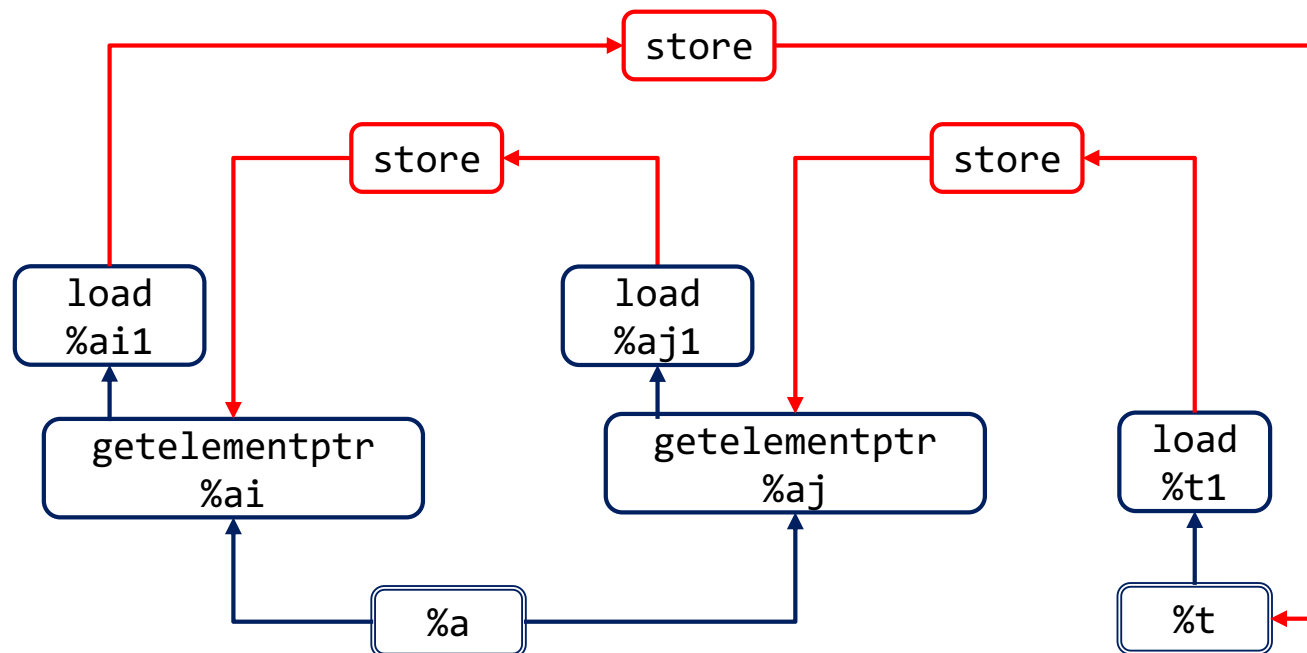 store
store
store
load
%ai1
load
%aj1
getelementptr
%ai
getelementptr
%aj
load
%t1
%a
%t